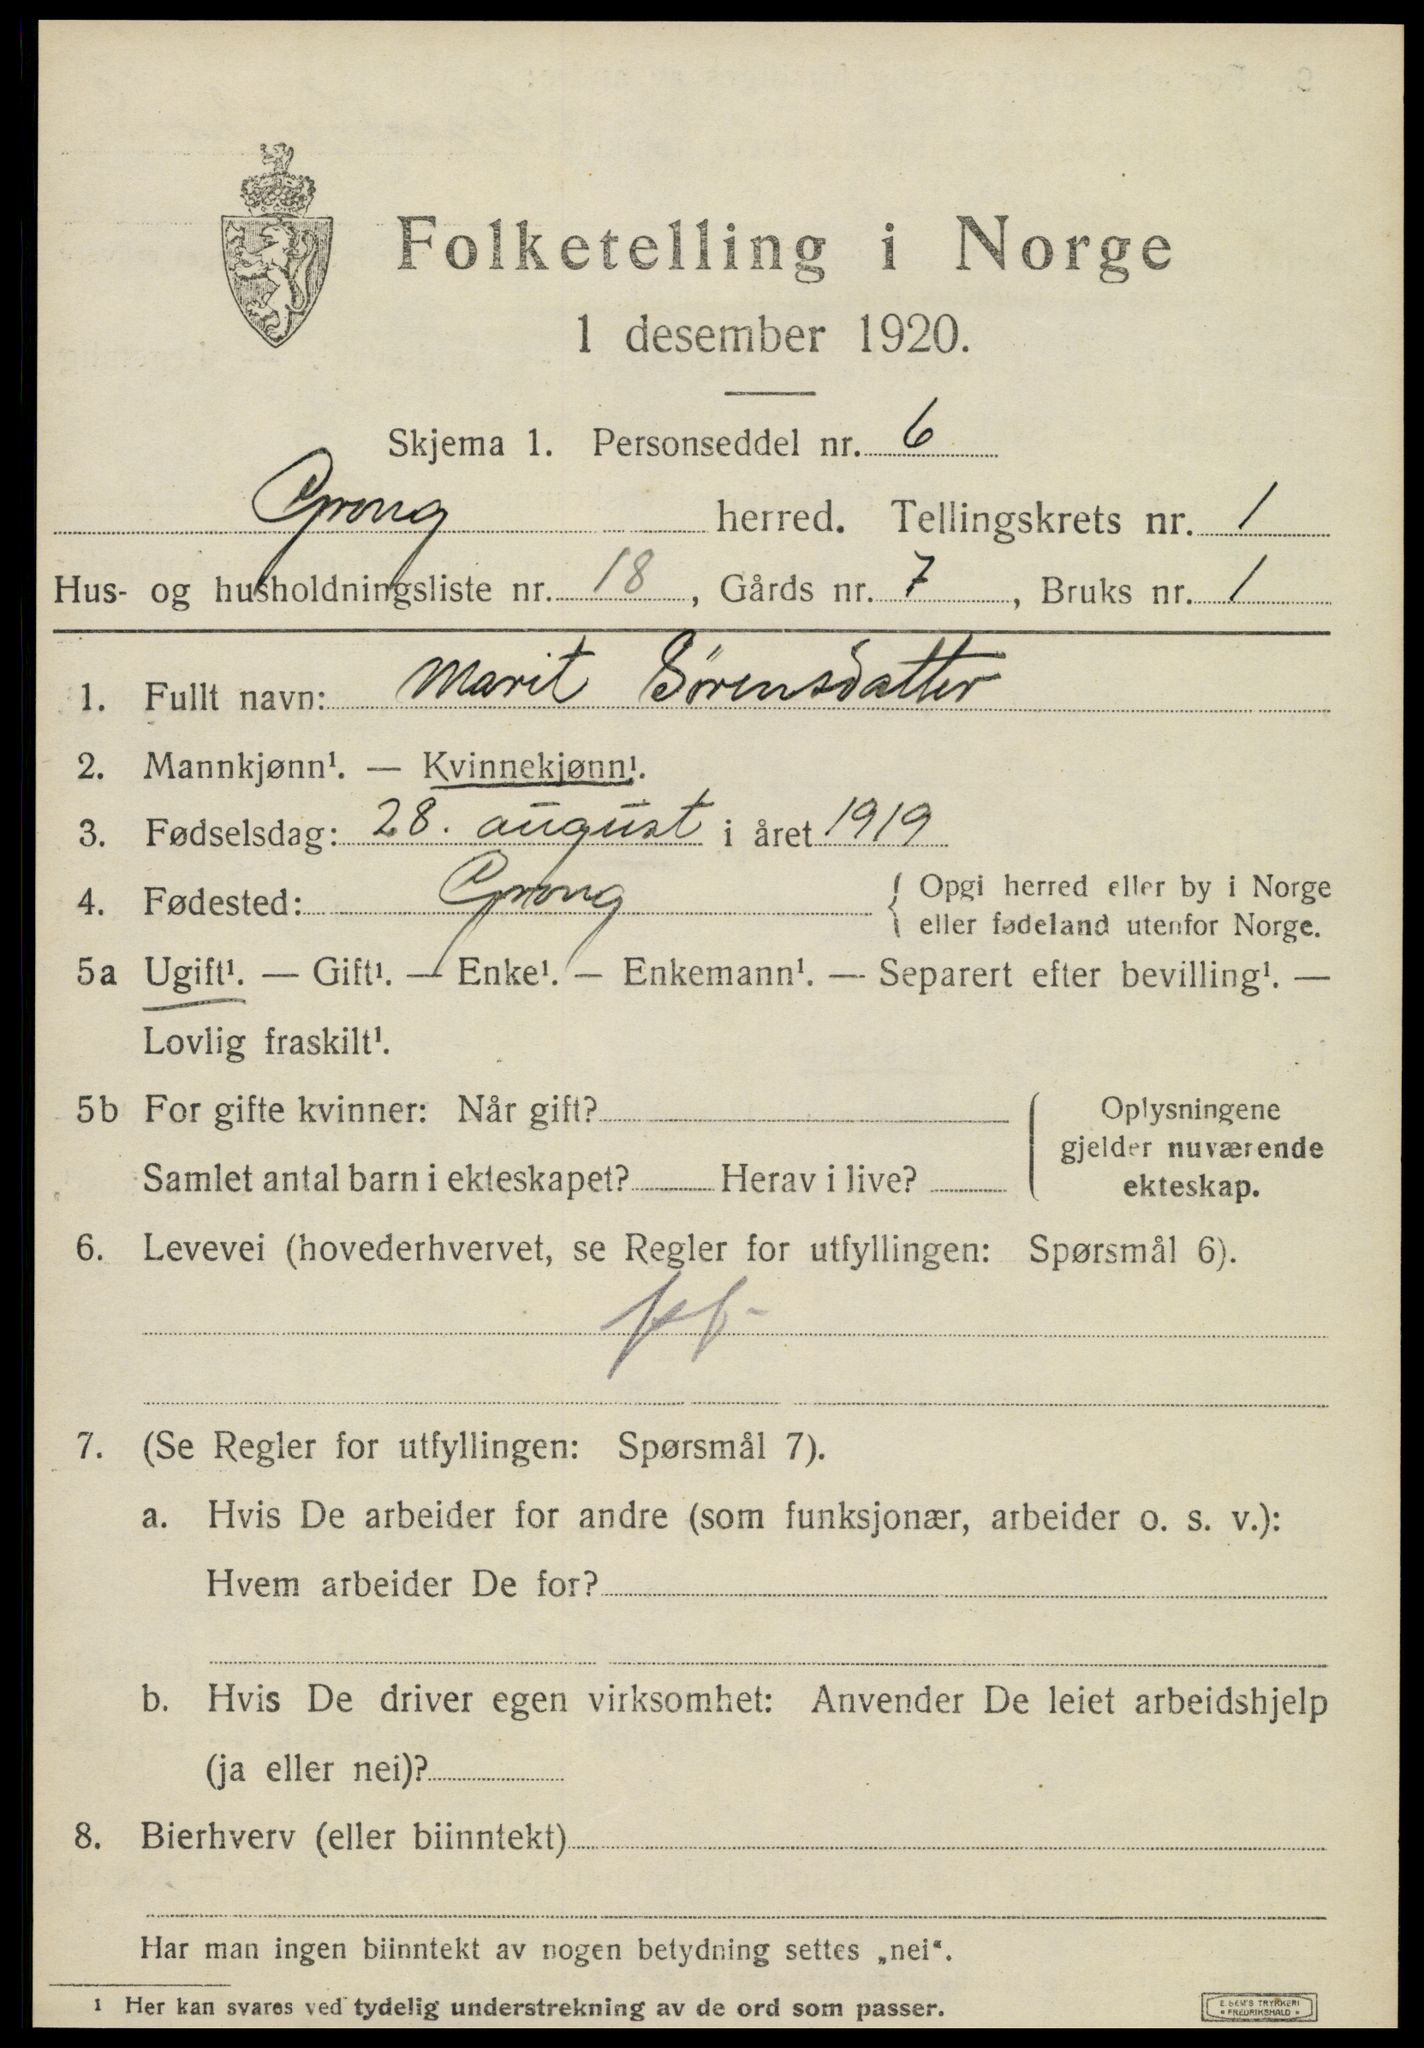 Folketelling i Norge
1 desember 1920.
Skjema 1. Personseddel nr. 6
Grong herred. Tellingskrets nr. 1
Hus- og husholdningsliste nr. 18, Gårds nr. 7, Bruks nr. 1
1. Fullt navn: Marit Sörensdatter
2. Mannkjønn¹. — Kvinnekjønn¹.
3. Fødselsdag: 28. august i året 1919
4. Fødested: Grong { Opgi herred eller by i Norge
eller fødeland utenfor Norge.
5a Ugift¹. — Gift¹. — Enke¹. — Enkemann¹. — Separert efter bevilling¹. —
Lovlig fraskilt¹.
5b For gifte kvinner: Når gift? { Oplysningene
gjelder nuværende
Samlet antal barn i ekteskapet? Herav i live? ekteskap.
6. Levevei (hovederhvervet, se Regler for utfyllingen: Spørsmål 6).
7. (Se Regler for utfyllingen: Spørsmål 7).
a. Hvis De arbeider for andre (som funksjonær, arbeider o. s. v.):
Hvem arbeider De for?
b. Hvis De driver egen virksomhet: Anvender De leiet arbeidshjelp
(ja eller nei)?
8. Bierhverv (eller biinntekt)
Har man ingen biinntekt av nogen betydning settes „nei“.
1 Her kan svares ved tydelig understrekning av de ord som passer.
E. SEM'S TRYKKERI
• FREDRIKSHALD •